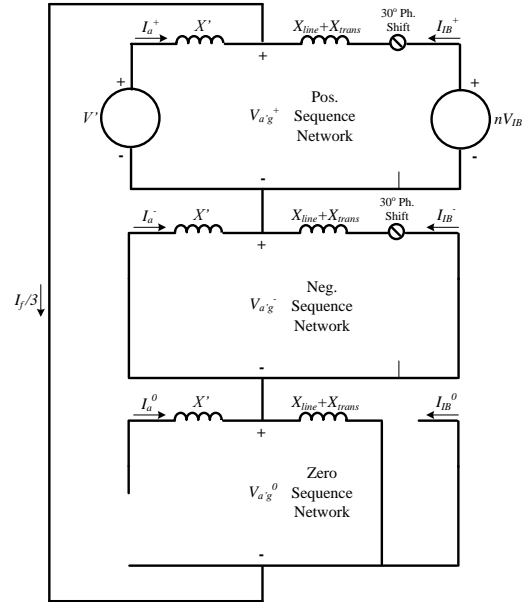 I_a^+ X' X_line+X_trans 30° Ph. Shift I_IB^+
+ + +
V' V_a'g^+ Pos. Sequence Network nV_IB
- - -
I_a^- X' X_line+X_trans 30° Ph. Shift I_IB^-
+
I_f/3 V_a'g^- Neg. Sequence Network
-
I_a^0 X' X_line+X_trans I_IB^0
+
V_a'g^0 Zero Sequence Network
-